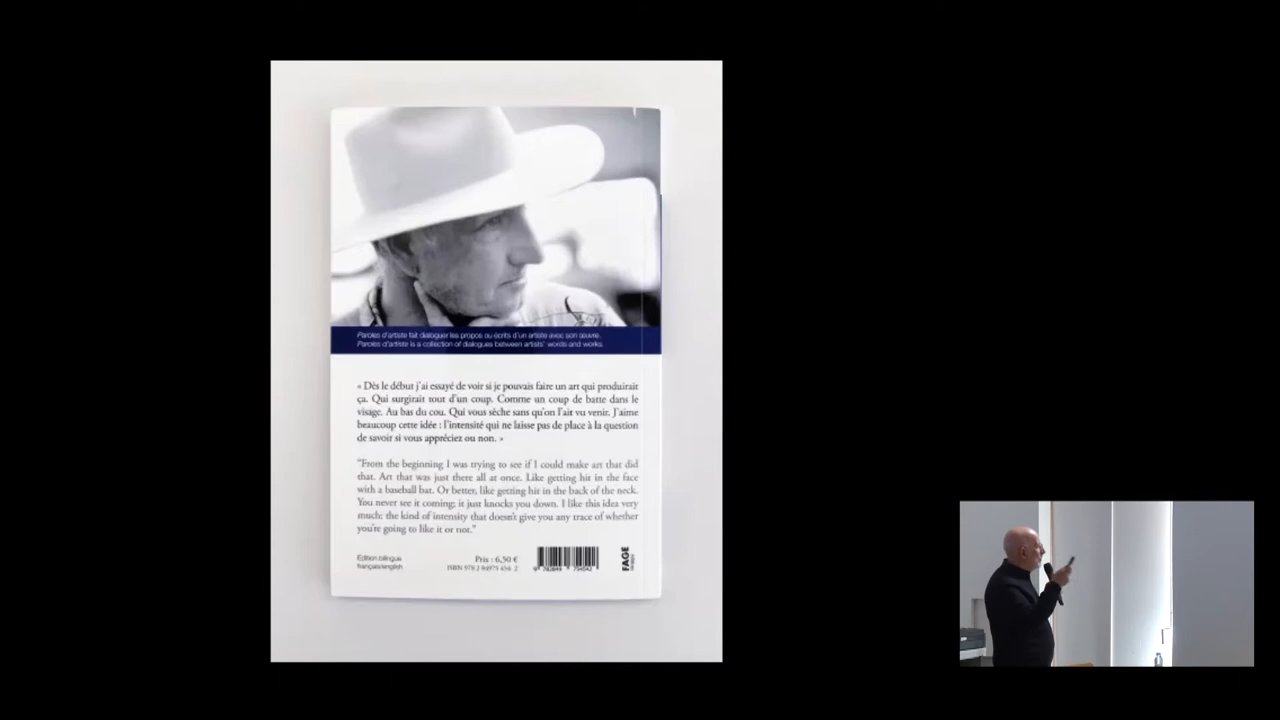 Paroles d'artiste fait dialoguer les propos ou écrits d'un artiste avec son œuvre.
Paroles d'artiste is a collection of dialogues between artists' words and works.
« Dès le début j'ai essayé de voir si je pouvais faire un art qui produirait
ça. Qui surgirait tout d'un coup. Comme un coup de batte dans le
visage. Au bas du cou. Qui vous sèche sans qu'on l'ait vu venir. J'aime
beaucoup cette idée : l'intensité qui ne laisse pas de place à la question
de savoir si vous appréciez ou non. »
"From the beginning I was trying to see if I could make art that did
that. Art that was just there all at once. Like getting hit in the face
with a baseball bat. Or better, like getting hit in the back of the neck.
You never see it coming; it just knocks you down. I like this idea very
much: the kind of intensity that doesn't give you any trace of whether
you're going to like it or not."
Édition bilingue
français/english
Prix : 6,50 €
ISBN 978 2 84975 454 2
9 782849 754542
FAGE